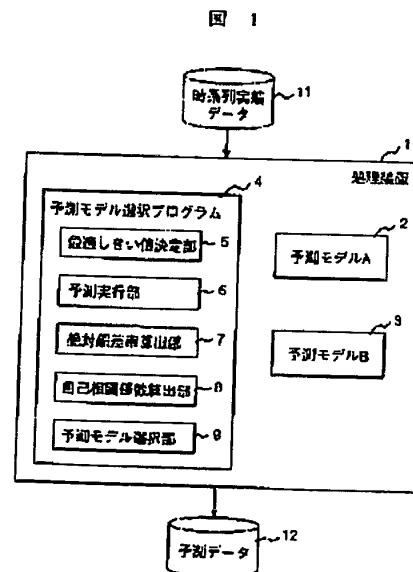 図 1
時系列実績
データ
11
1
処理装置
4
予測モデル選択プログラム
最適しきい値決定部
5
2
予測モデルA
予測実行部
6
絶対誤差率算出部
7
3
予測モデルB
自己相関係数算出部
8
予測モデル選択部
9
予測データ
12